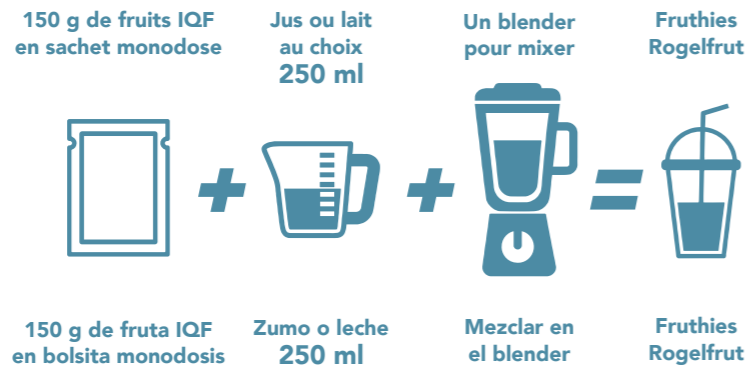 150 g de fruits IQF
en sachet monodose
Jus ou lait
au choix
250 ml
Un blender
pour mixer
Fruthies
Rogelfrut
150 g de fruta IQF
en bolsita monodosis
Zumo o leche
250 ml
Mezclar en
el blender
Fruthies
Rogelfrut